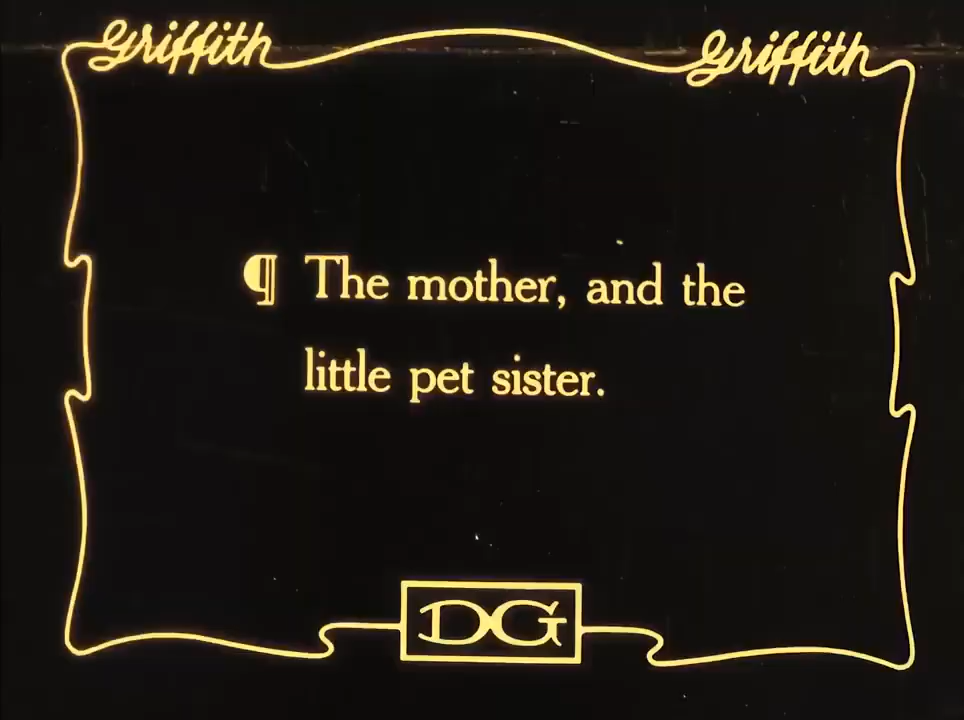 Griffith Griffith
¶ The mother, and the
little pet sister.
DG